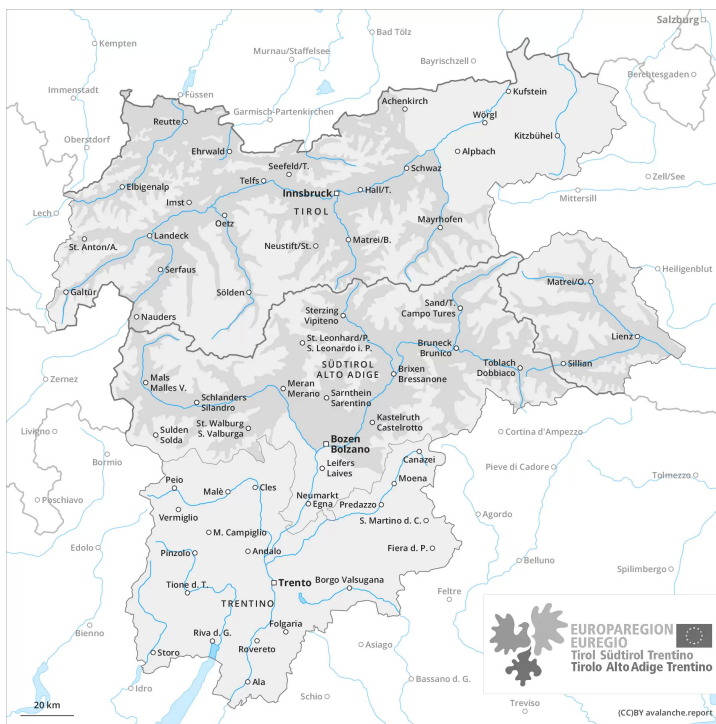 Salzburg
Kempten
Bad Tölz
Murnau/Staffelsee
Bayrischzell
Berchtesgaden
Immenstadt
Füssen
Kufstein
Achenkirch
Garmisch-Partenkirchen
Wörgl
Reutte
Oberstdorf
Kitzbühel
Ehrwald
Alpbach
Seefeld/T.
Schwaz
Zell/See
Telfs
Elbigenalp
Innsbruck
Hall/T.
Mittersill
Imst
TIROL
Lech
Oetz
Mayrhofen
Landeck
Matrei/B.
St. Anton/A.
Neustift/St.
Serfaus
Heiligenblut
Matrei/O.
Galtür
Sölden
Sand/T.
Campo Tures
Nauders
Sterzing
Vipiteno
Lienz
St. Leonhard/P.
S. Leonardo i. P.
Bruneck
Brunico
SÜDTIROL
ALTO ADIGE
Toblach
Dobbiaco
Sillian
Brixen
Bressanone
Zernez
Mals
Malles V.
Meran
Merano
Sarnthein
Sarentino
Schlanders
Silandro
Kastelruth
Castelrotto
St. Walburg
S. Valburga
Sulden
Solda
Livigno
Cortina d'Ampezzo
Bozen
Bolzano
Bormio
Canazei
Leifers
Laives
Pieve di Cadore
Tolmezzo
Peio
Moena
Malè
Cles
Poschiavo
Neumarkt
Egna
Predazzo
Vermiglio
Agordo
S. Martino d. C.
M. Campiglio
Edolo
Pinzolo
Andalo
Fiera d. P.
Belluno
Spilimbergo
Trento
Borgo Valsugana
Tione d. T.
Feltre
TRENTINO
Folgaria
Bienno
Riva d. G.
Rovereto
Asiago
Storo
EUROPAREGION
EUREGIO
Tirol Südtirol Trentino
Tirolo Alto Adige Trentino
Ala
Bassano d. G.
Idro
Schio
Treviso
20 km
(CC)BY avalanche.report